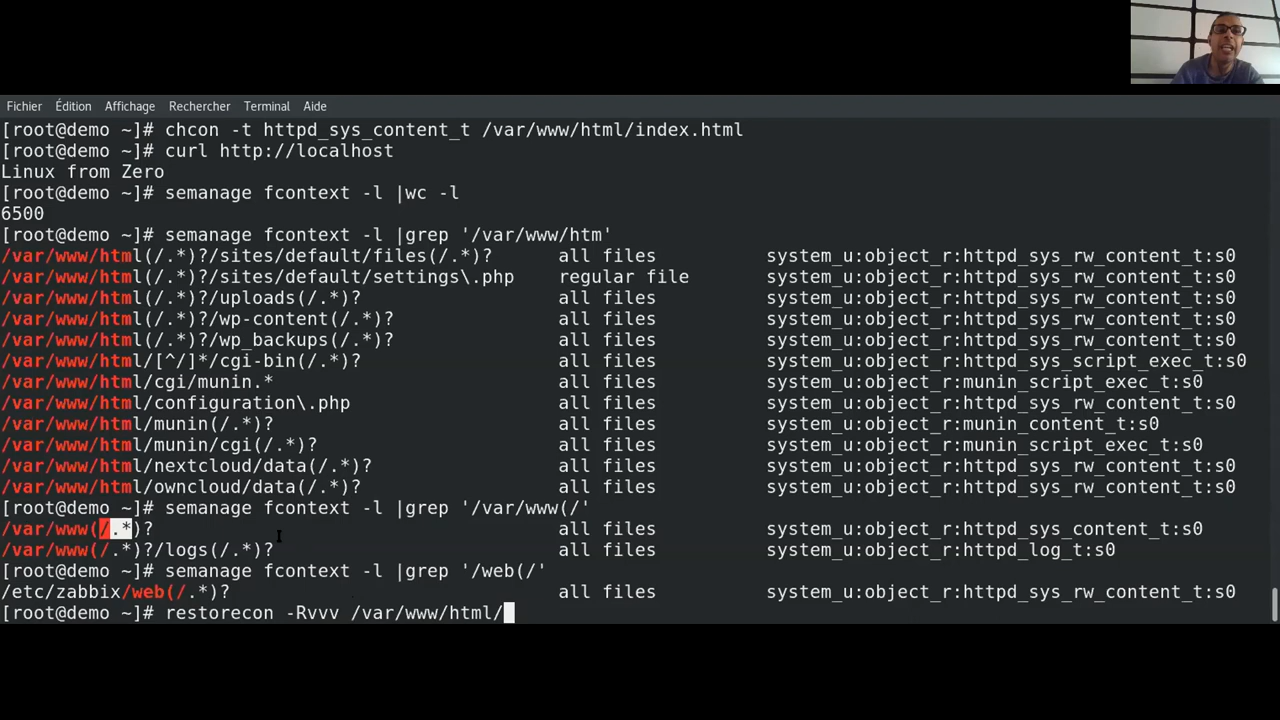 Fichier Édition Affichage Rechercher Terminal Aide
[root@demo ~]# chcon -t httpd_sys_content_t /var/www/html/index.html
[root@demo ~]# curl http://localhost
Linux from Zero
[root@demo ~]# semanage fcontext -l |wc -l
6500
[root@demo ~]# semanage fcontext -l |grep '/var/www/htm'
/var/www/html(/.*)?/sites/default/files(/.*)? all files system_u:object_r:httpd_sys_rw_content_t:s0
/var/www/html(/.*)?/sites/default/settings\.php regular file system_u:object_r:httpd_sys_rw_content_t:s0
/var/www/html(/.*)?/uploads(/.*)? all files system_u:object_r:httpd_sys_rw_content_t:s0
/var/www/html(/.*)?/wp-content(/.*)? all files system_u:object_r:httpd_sys_rw_content_t:s0
/var/www/html(/.*)?/wp_backups(/.*)? all files system_u:object_r:httpd_sys_rw_content_t:s0
/var/www/html/[^/]*/cgi-bin(/.*)? all files system_u:object_r:httpd_sys_script_exec_t:s0
/var/www/html/cgi/munin.* all files system_u:object_r:munin_script_exec_t:s0
/var/www/html/configuration\.php all files system_u:object_r:httpd_sys_rw_content_t:s0
/var/www/html/munin(/.*)? all files system_u:object_r:munin_content_t:s0
/var/www/html/munin/cgi(/.*)? all files system_u:object_r:munin_script_exec_t:s0
/var/www/html/nextcloud/data(/.*)? all files system_u:object_r:httpd_sys_rw_content_t:s0
/var/www/html/owncloud/data(/.*)? all files system_u:object_r:httpd_sys_rw_content_t:s0
[root@demo ~]# semanage fcontext -l |grep '/var/www(/'
/var/www(/.*)? all files system_u:object_r:httpd_sys_content_t:s0
/var/www(/.*)?/logs(/.*)? all files system_u:object_r:httpd_log_t:s0
[root@demo ~]# semanage fcontext -l |grep '/web(/'
/etc/zabbix/web(/.*)? all files system_u:object_r:httpd_sys_rw_content_t:s0
[root@demo ~]# restorecon -Rvvv /var/www/html/